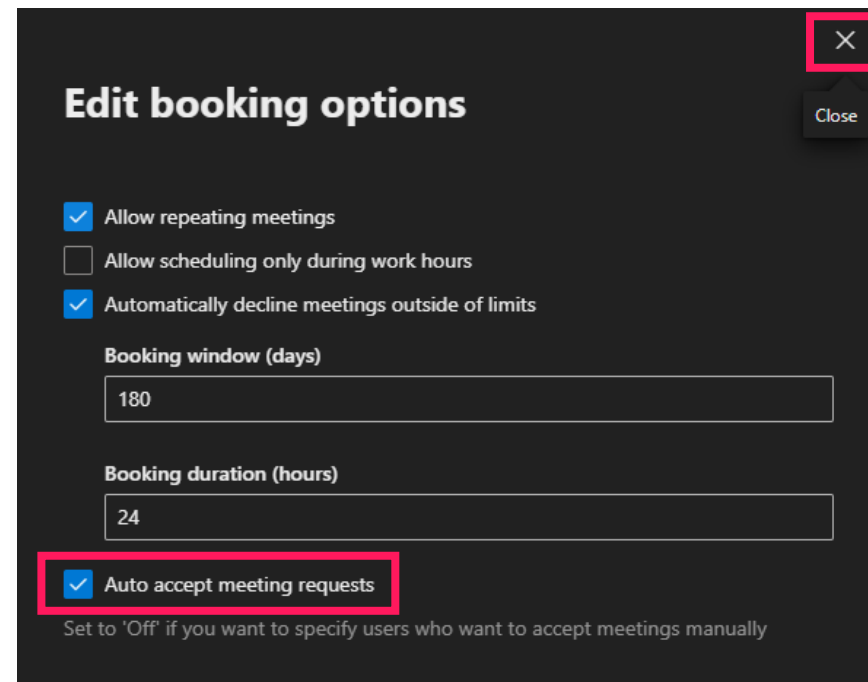 Edit booking options
Close
Allow repeating meetings
Allow scheduling only during work hours
Automatically decline meetings outside of limits
Booking window (days)
180
Booking duration (hours)
24
Auto accept meeting requests
Set to 'Off' if you want to specify users who want to accept meetings manually